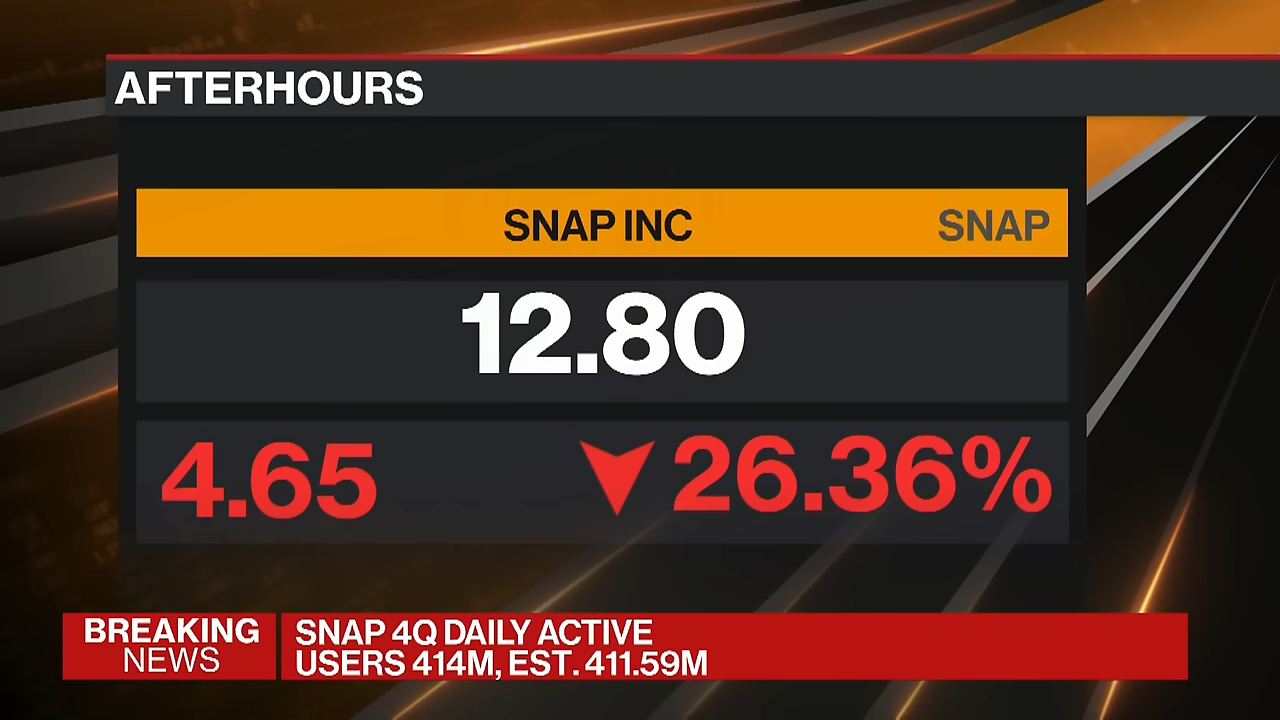 AFTERHOURS
SNAP INC SNAP
12.80
4.65 ▼ 26.36%
BREAKING NEWS
SNAP 4Q DAILY ACTIVE
USERS 414M, EST. 411.59M